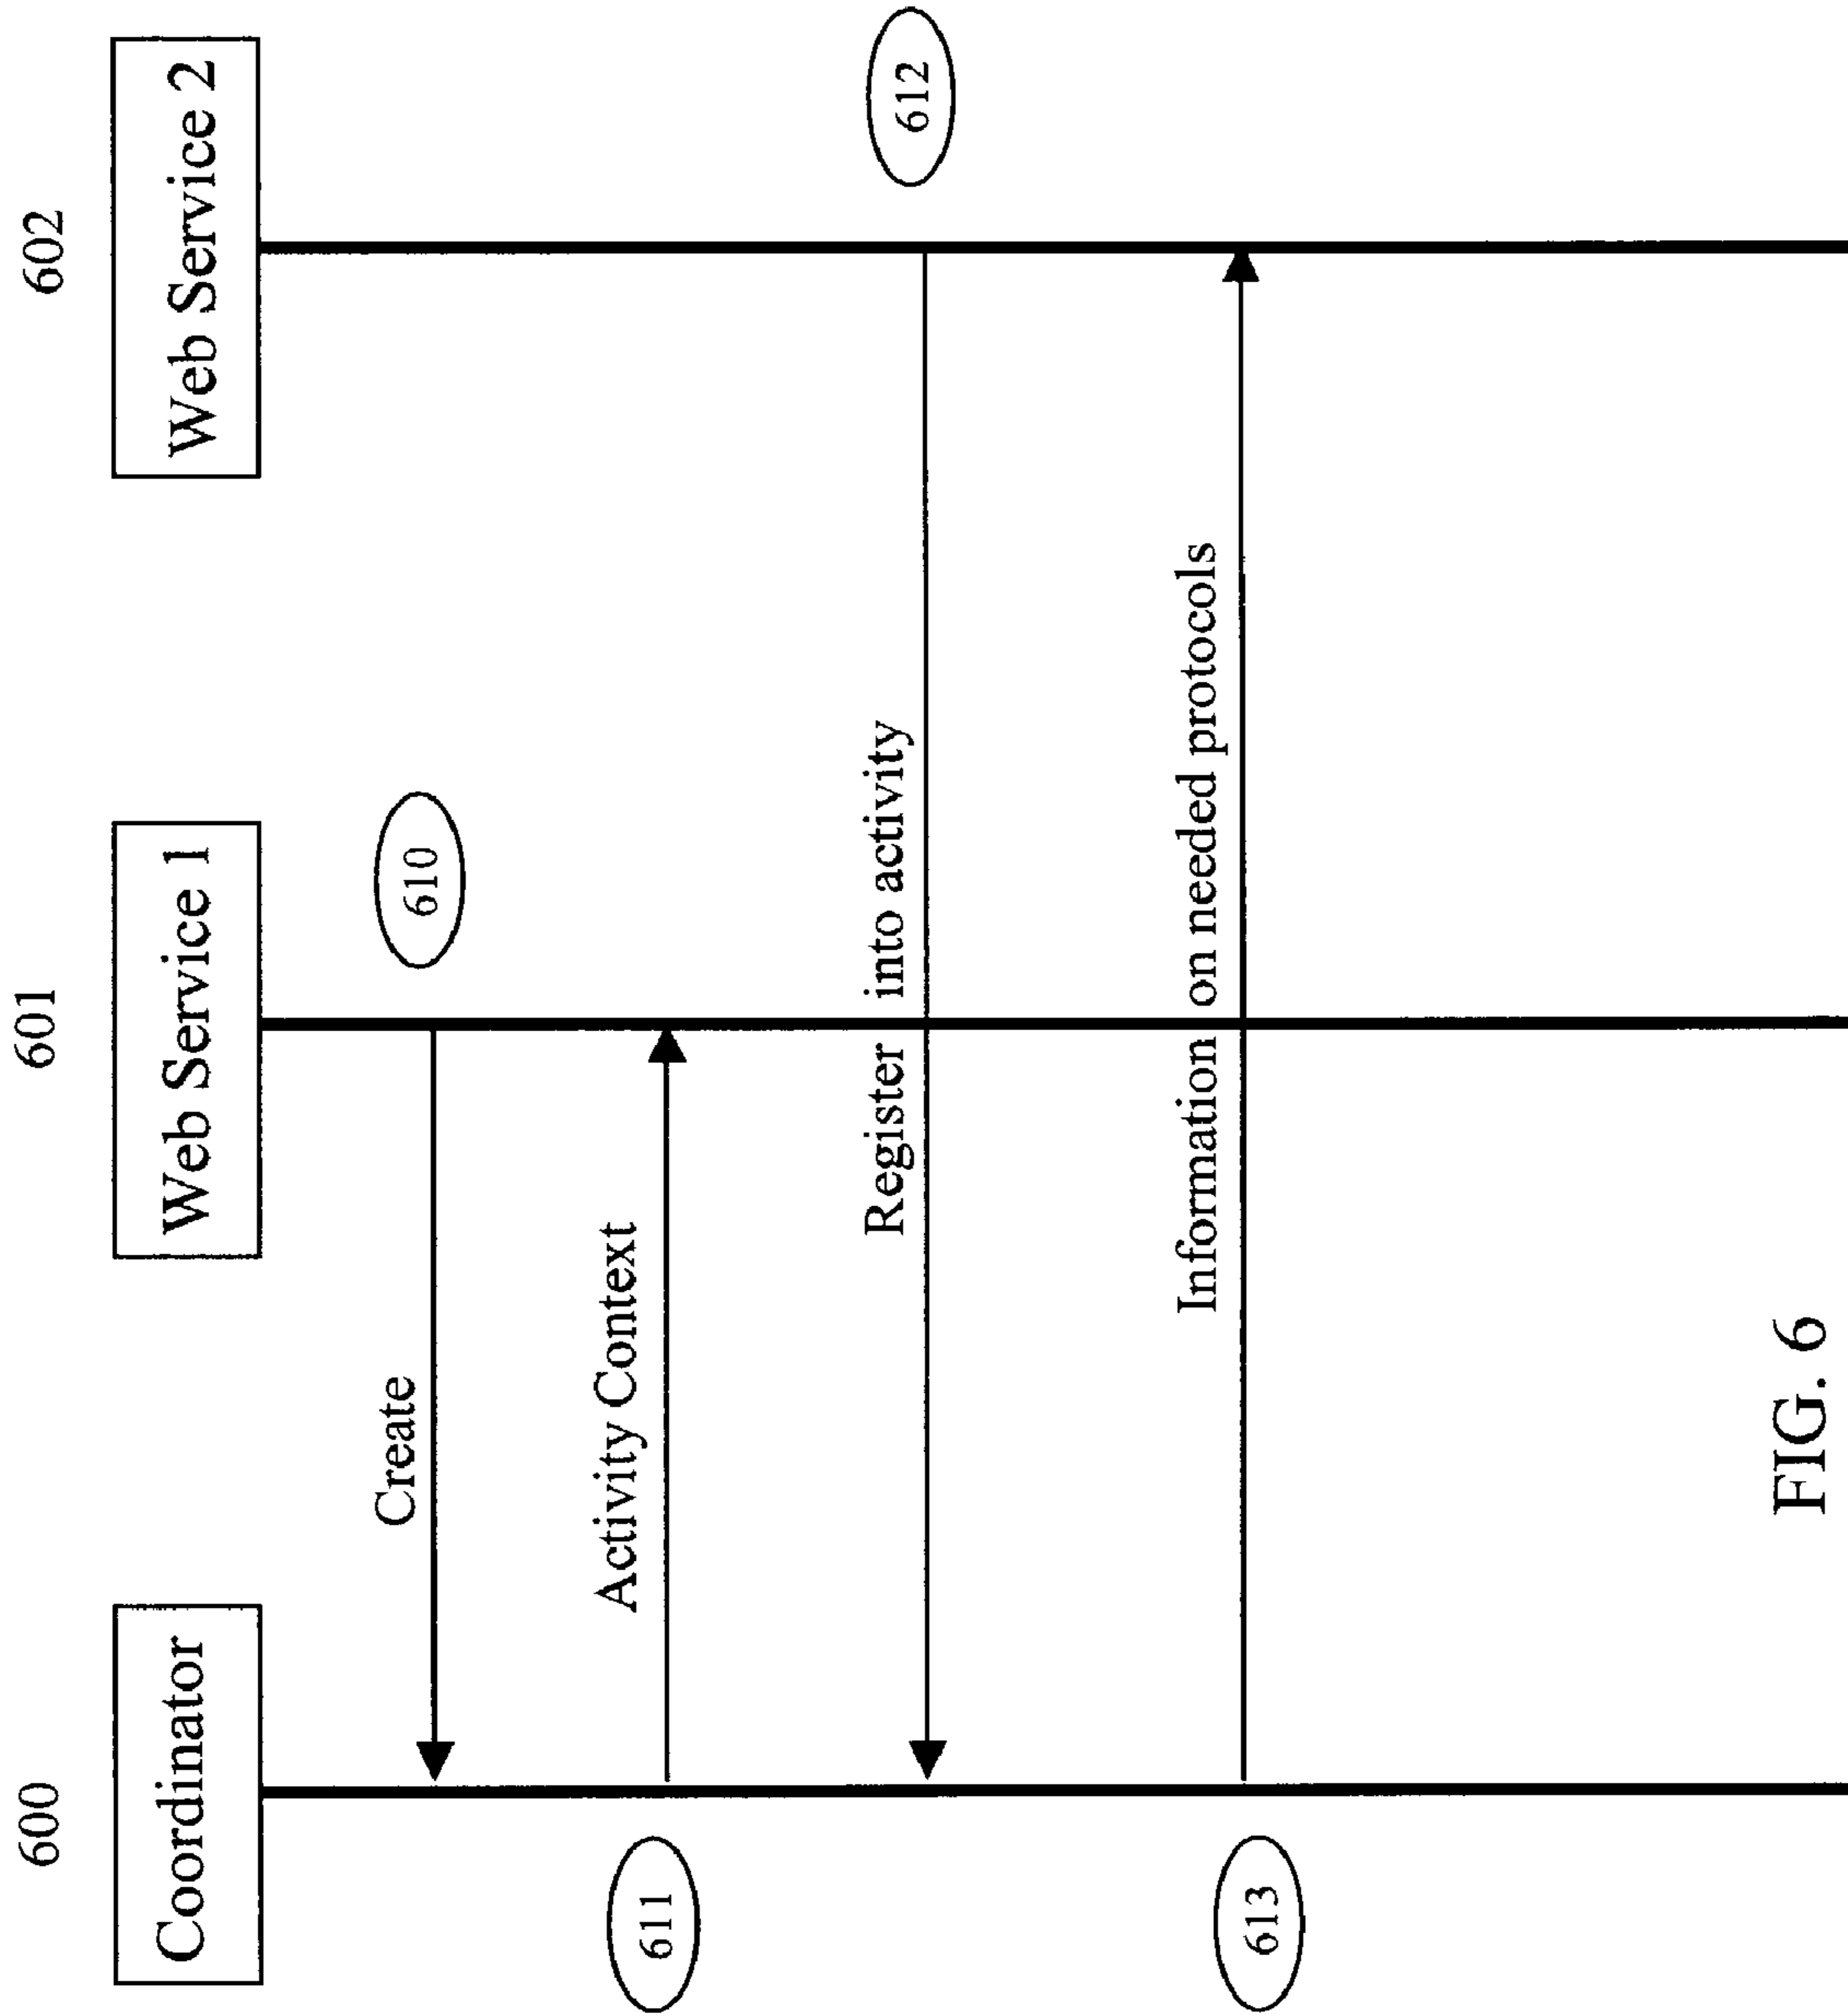 600
601
602
Coordinator
Web Service 1
Web Service 2
Create
610
Activity Context
611
Register into activity
612
Information on needed protocols
613
FIG. 6